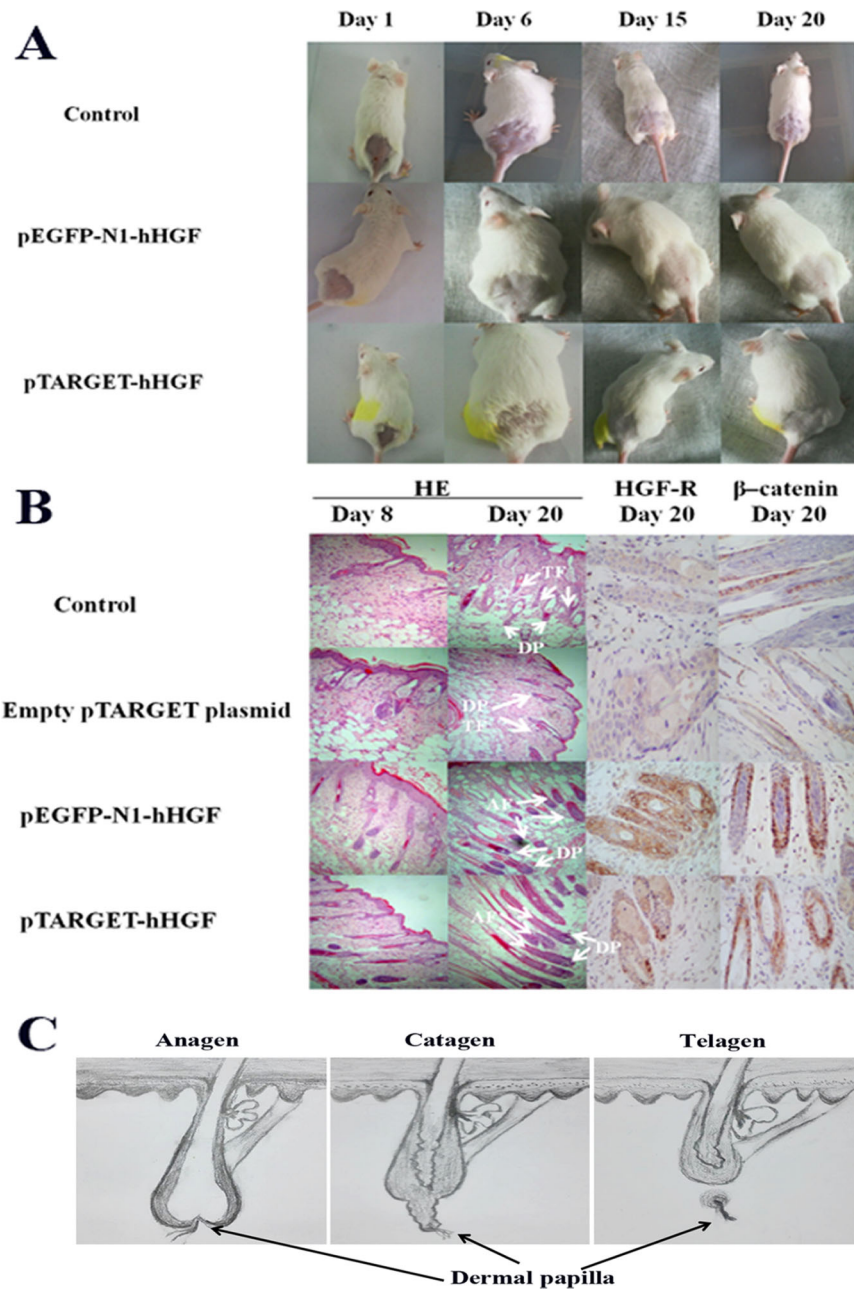 A
Day 1 Day 6 Day 15 Day 20
Control
pEGFP-N1-hHGF
pTARGET-hHGF
B
HE HGF-R β-catenin
Day 8 Day 20 Day 20 Day 20
Control
TF
DP
Empty pTARGET plasmid
DP
TF
pEGFP-N1-hHGF
AF
DP
pTARGET-hHGF
AF
DP
C
Anagen Catagen Telagen
Dermal papilla